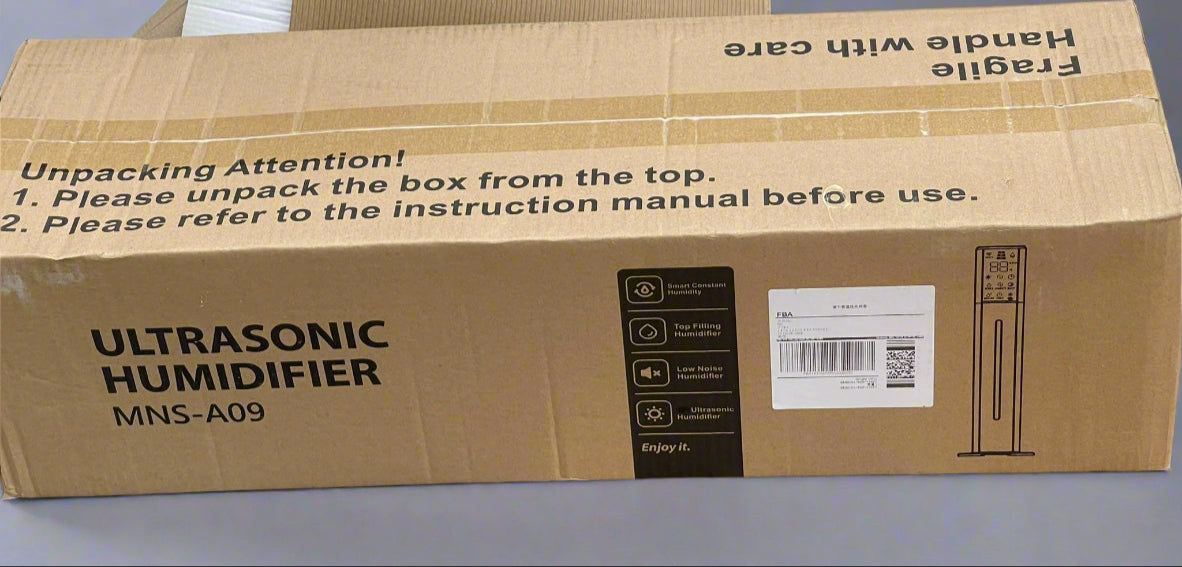 Handle with care
Fragile
Unpacking Attention!
1. Please unpack the box from the top.
2. Please refer to the instruction manual before use.
ULTRASONIC
HUMIDIFIER
MNS-A09
Smart Constant
Humidity
Top Filling
Humidifier
Low Noise
Humidifier
Ultrasonic
Humidifier
Enjoy it.
FBA